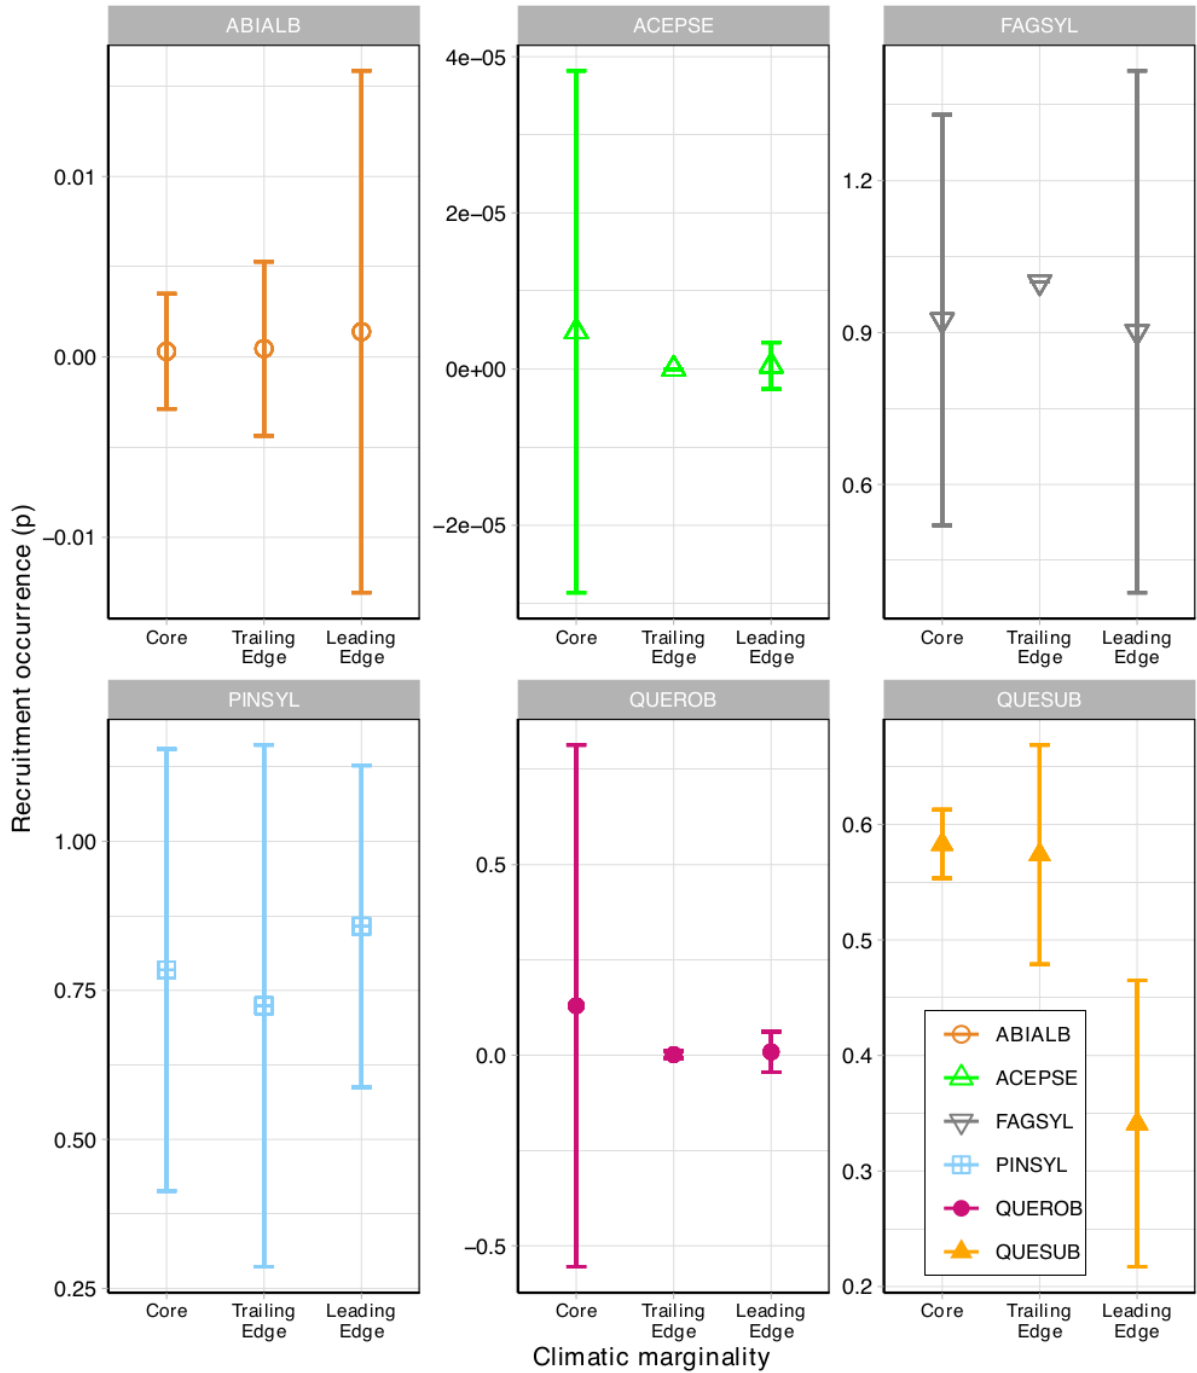 ABIALB
ACEPSE
FAGSYL
0.01
0.00
−0.01
4e−05
2e−05
0e+00
−2e−05
1.2
0.9
0.6
Core
Trailing
Edge
Leading
Edge
Core
Trailing
Edge
Leading
Edge
Core
Trailing
Edge
Leading
Edge
Recruitment occurrence (p)
PINSYL
QUEROB
QUESUB
1.00
0.75
0.50
0.25
0.5
0.0
−0.5
0.6
0.5
0.4
0.3
0.2
ABIALB
ACEPSE
FAGSYL
PINSYL
QUEROB
QUESUB
Core
Trailing
Edge
Leading
Edge
Core
Trailing
Edge
Leading
Edge
Core
Trailing
Edge
Leading
Edge
Climatic marginality